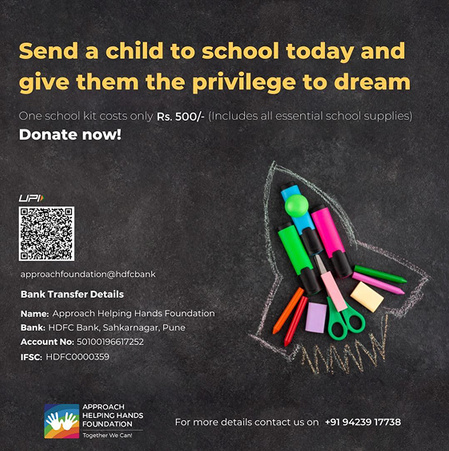 Send a child to school today and
give them the privilege to dream
One school kit costs only Rs. 500/- (Includes all essential school supplies)
Donate now!
UPI
approachfoundation@hdfcbank
Bank Transfer Details
Name: Approach Helping Hands Foundation
Bank: HDFC Bank, Sahkarnagar, Pune
Account No: 50100196617252
IFSC: HDFC0000359
APPROACH
HELPING HANDS
FOUNDATION
Together We Can!
For more details contact us on +91 94239 17738